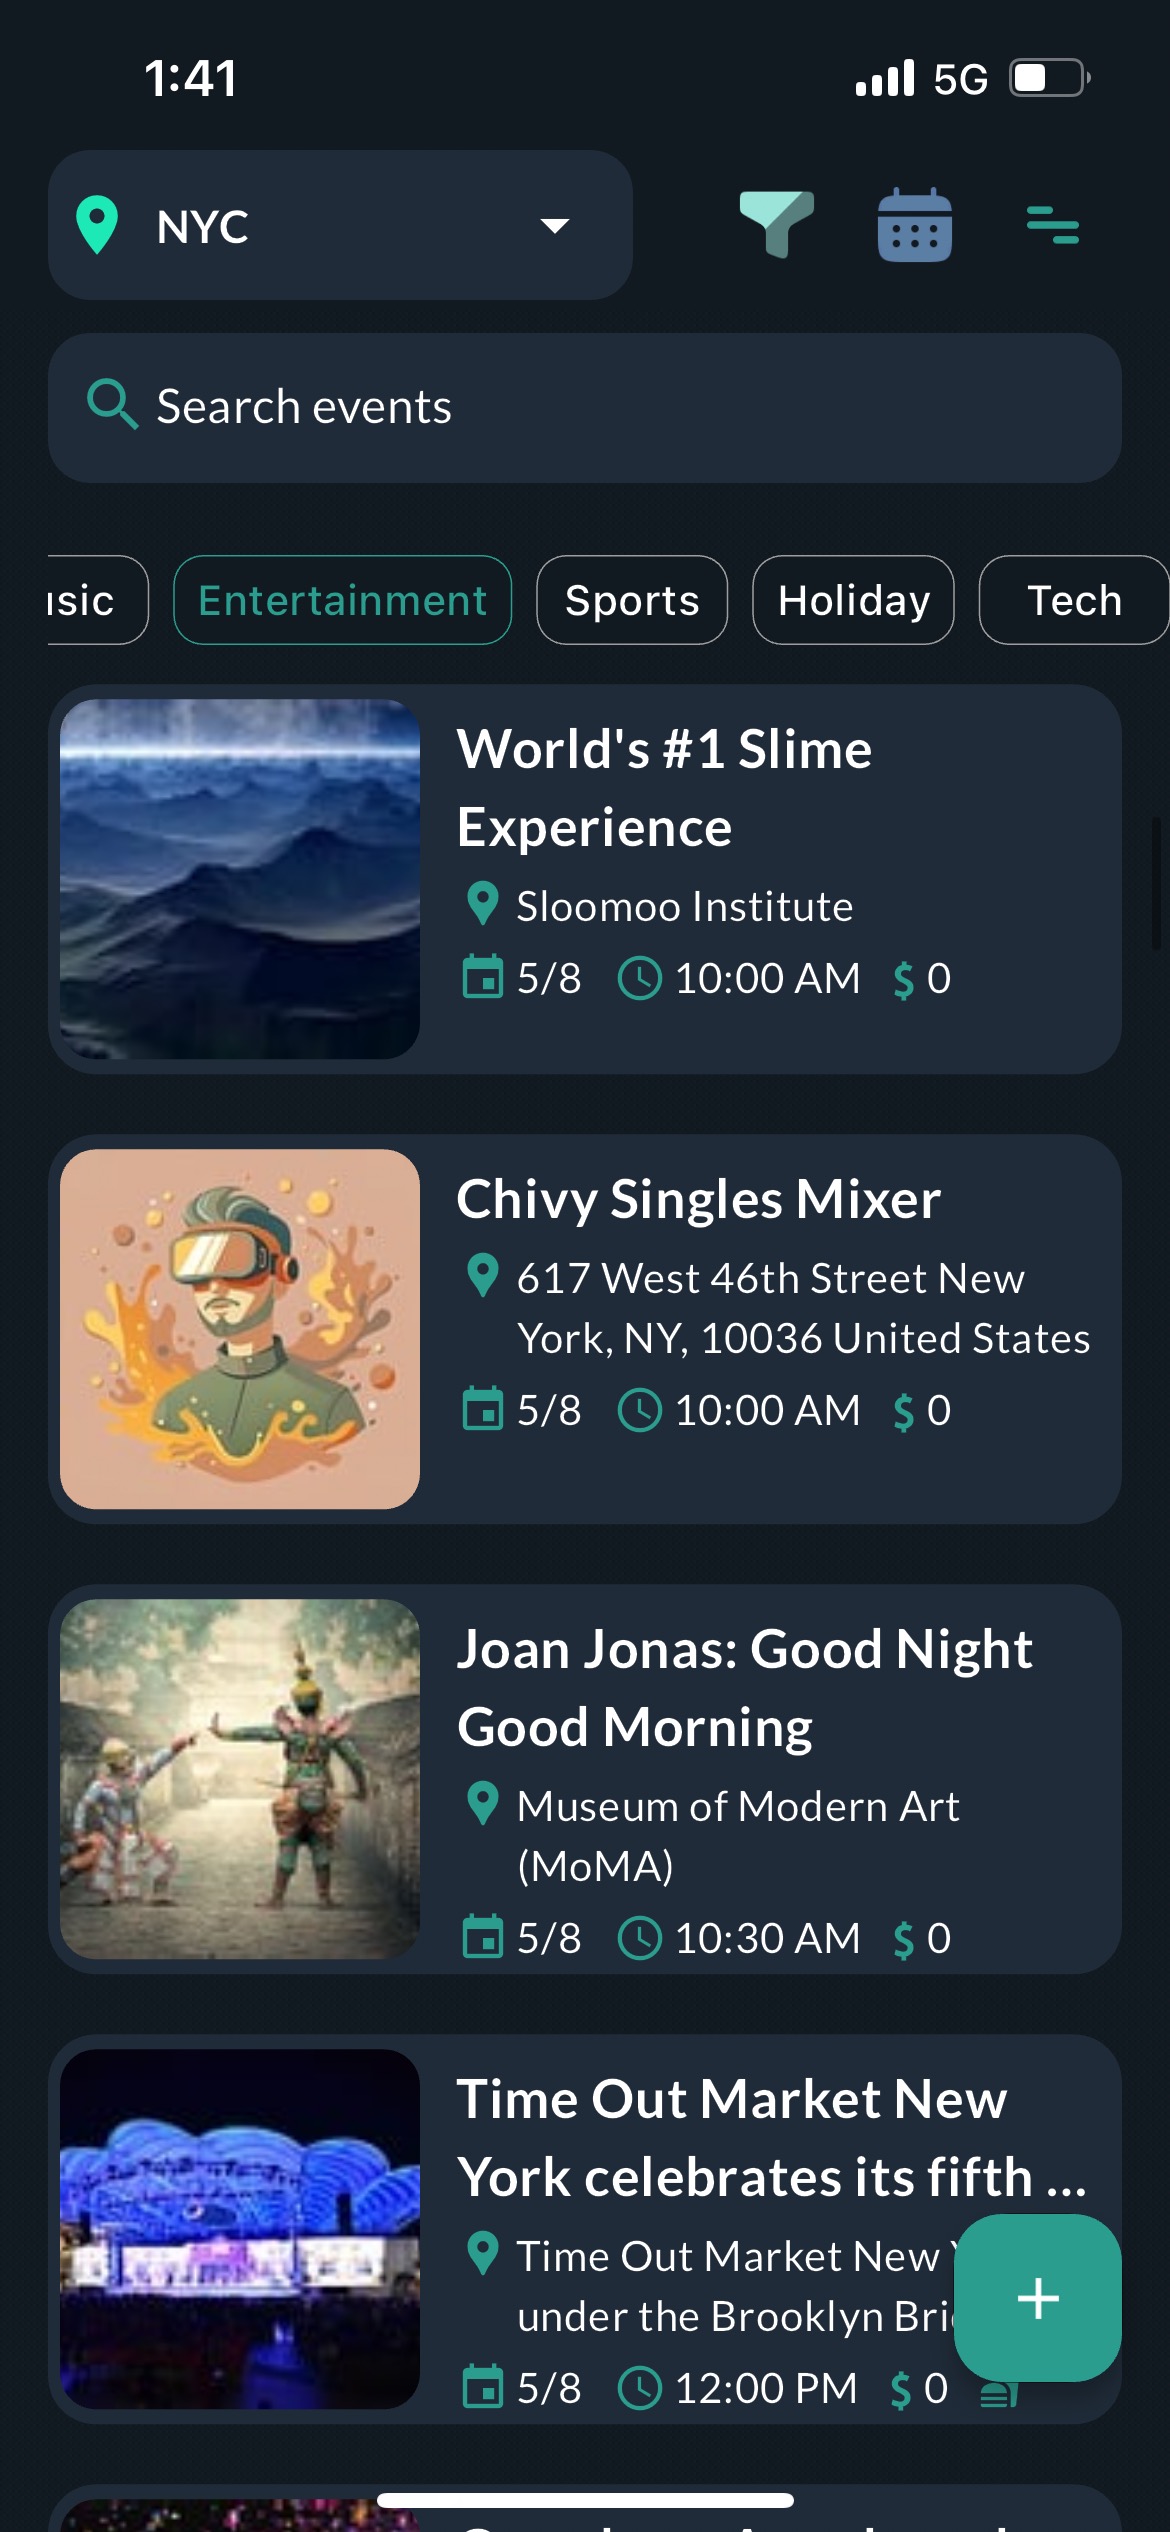 1:41 5G
NYC
Search events
Entertainment Sports Holiday Tech
World's #1 Slime
Experience
Sloomoo Institute
5/8 10:00 AM $ 0
Chivy Singles Mixer
617 West 46th Street New
York, NY, 10036 United States
5/8 10:00 AM $ 0
Joan Jonas: Good Night
Good Morning
Museum of Modern Art
(MoMA)
5/8 10:30 AM $ 0
Time Out Market New
York celebrates its fifth ...
Time Out Market New
under the Brooklyn
5/8 12:00 PM $ 0